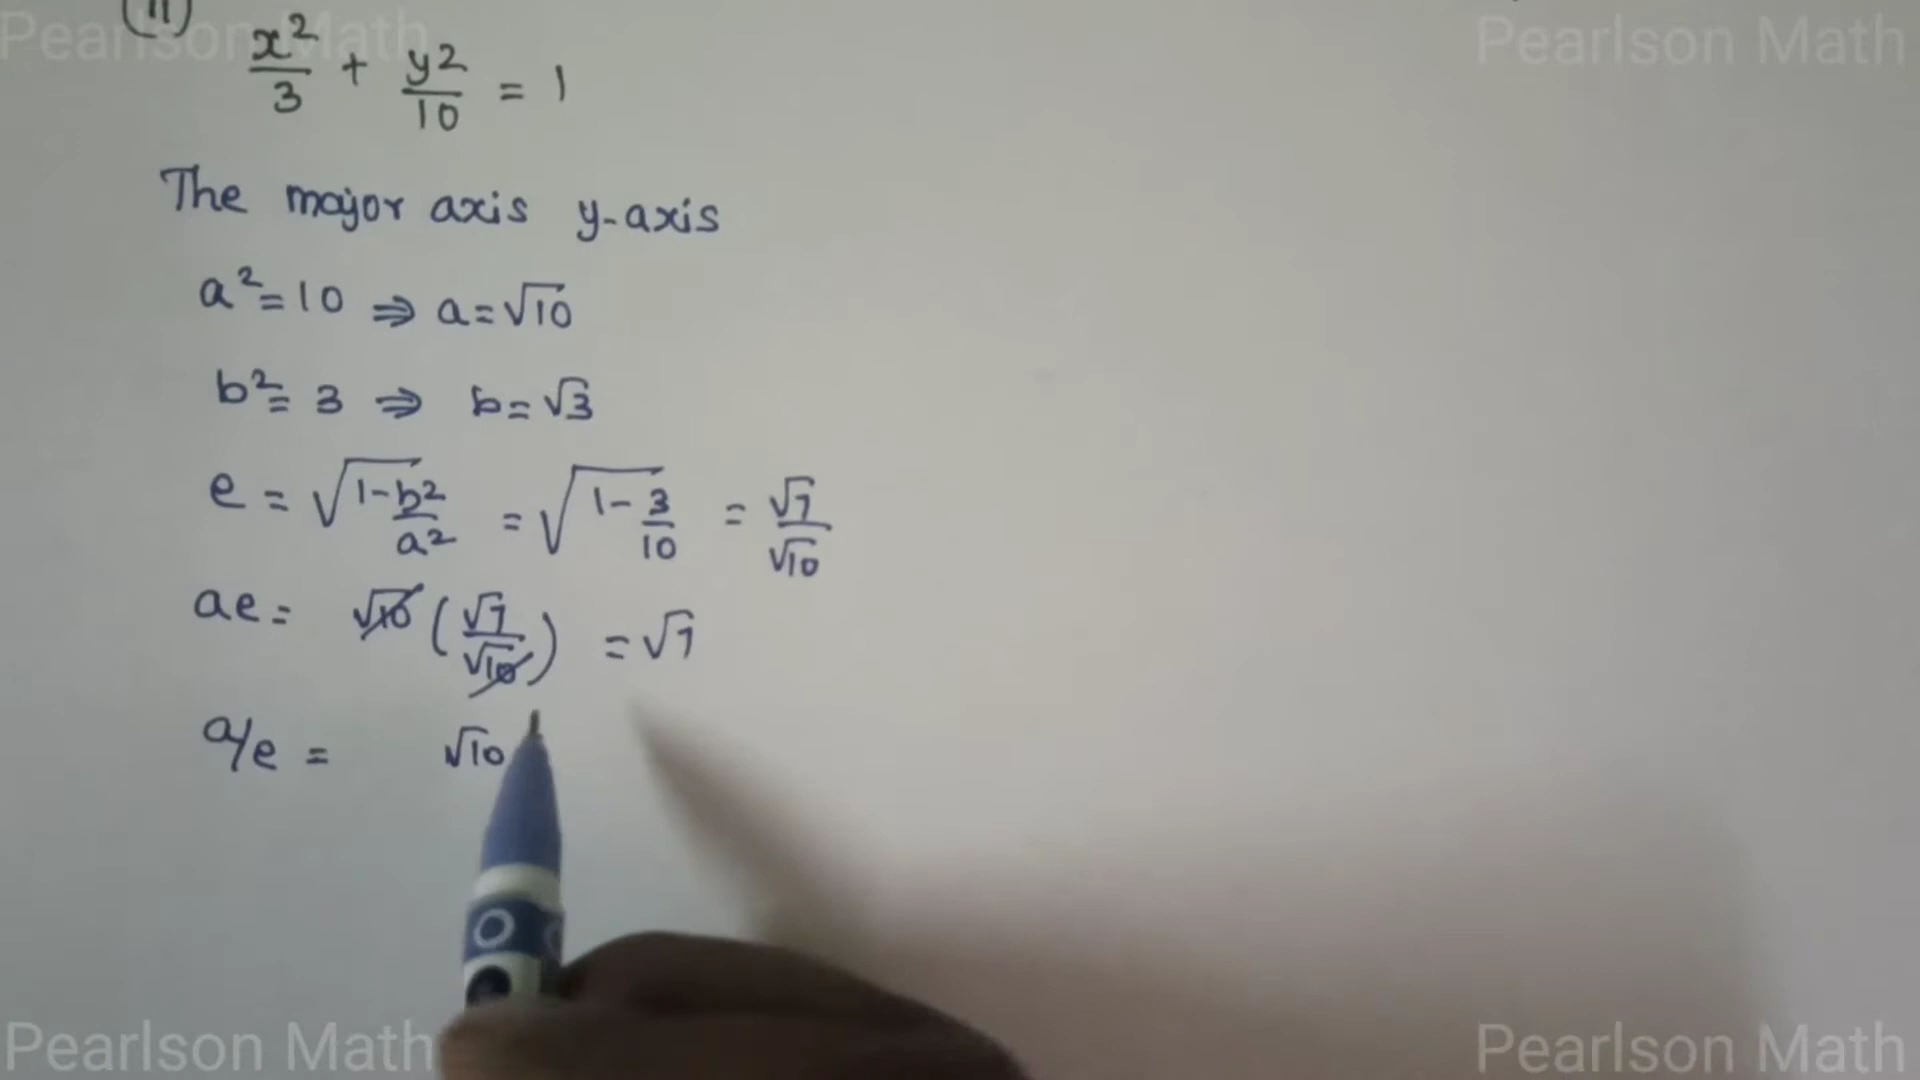 (ii)
x²/3 + y2/10 = 1
The major axis y-axis
a² = 10 ⇒ a = √10
b² = 3 ⇒ b = √3
e = √(1-b²/a²) = √(1-3/10) = √7/√10
ae = √10 (√7/√10) = √7
a/e = √10
Pearlson Math
Pearlson Math
Pearlson Math
Pearlson Math